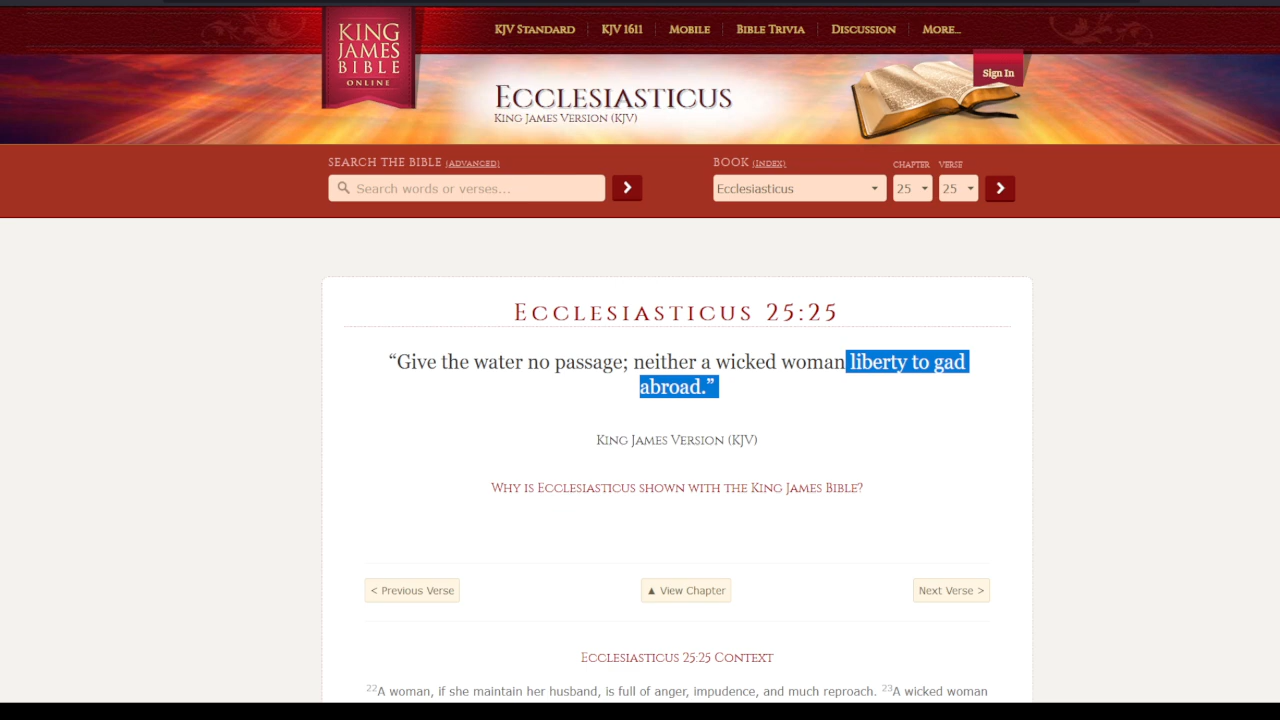 KING
JAMES
BIBLE
ONLINE
KJV Standard
KJV 1611
Mobile
Bible Trivia
Discussion
More...
Sign In
Ecclesiasticus
King James Version (KJV)
SEARCH THE BIBLE (ADVANCED)
Search words or verses...
BOOK (INDEX)
CHAPTER
VERSE
Ecclesiasticus
25
25
Ecclesiasticus 25:25
“Give the water no passage; neither a wicked woman liberty to gad
abroad.”
King James Version (KJV)
Why is Ecclesiasticus shown with the King James Bible?
< Previous Verse
▲ View Chapter
Next Verse >
Ecclesiasticus 25:25 Context
22A woman, if she maintain her husband, is full of anger, impudence, and much reproach. 23A wicked woman